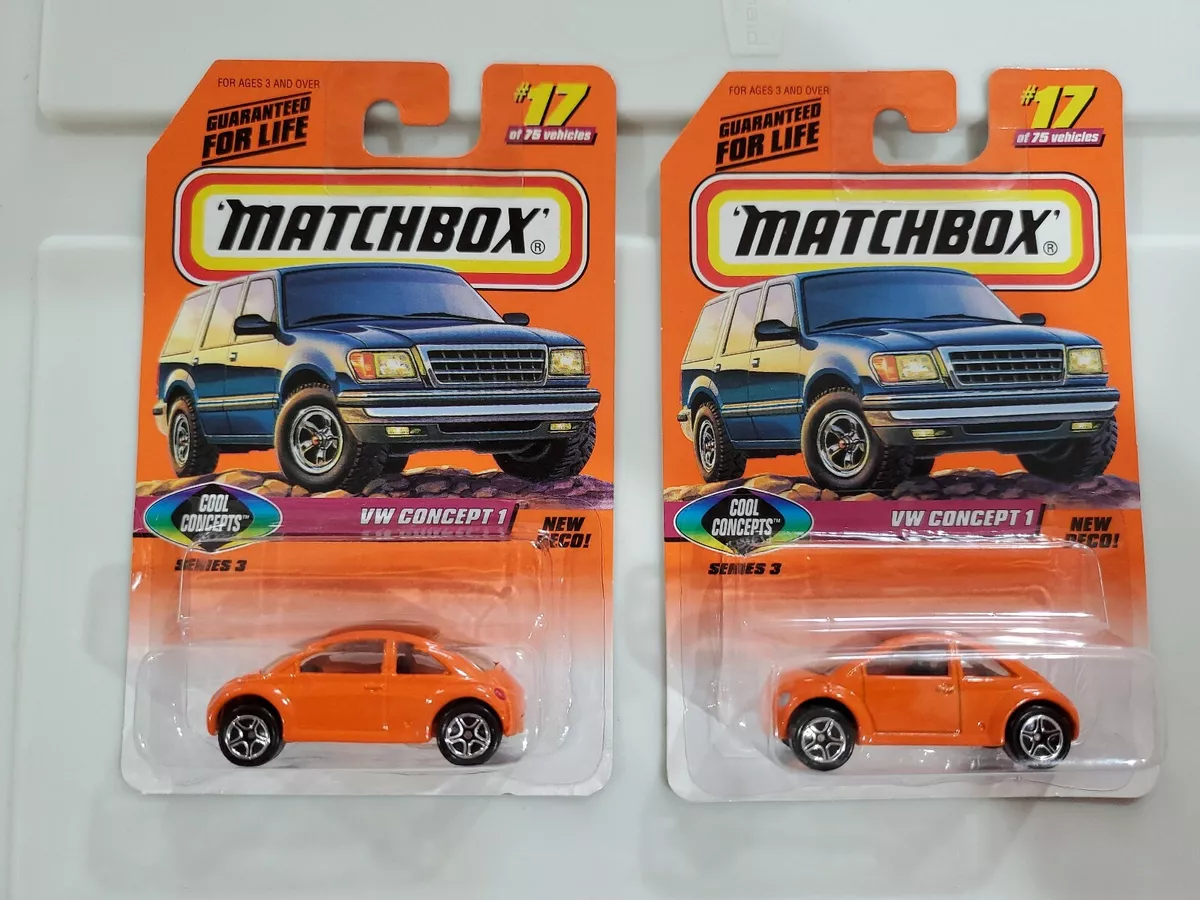 FOR AGES 3 AND OVER
GUARANTEED
FOR LIFE
#17
of 75 vehicles
'MATCHBOX'®
COOL
CONCEPTS™
VW CONCEPT 1
NEW
DECO!
SERIES 3
FOR AGES 3 AND OVER
GUARANTEED
FOR LIFE
#17
of 75 vehicles
'MATCHBOX'®
COOL
CONCEPTS™
VW CONCEPT 1
NEW
DECO!
SERIES 3